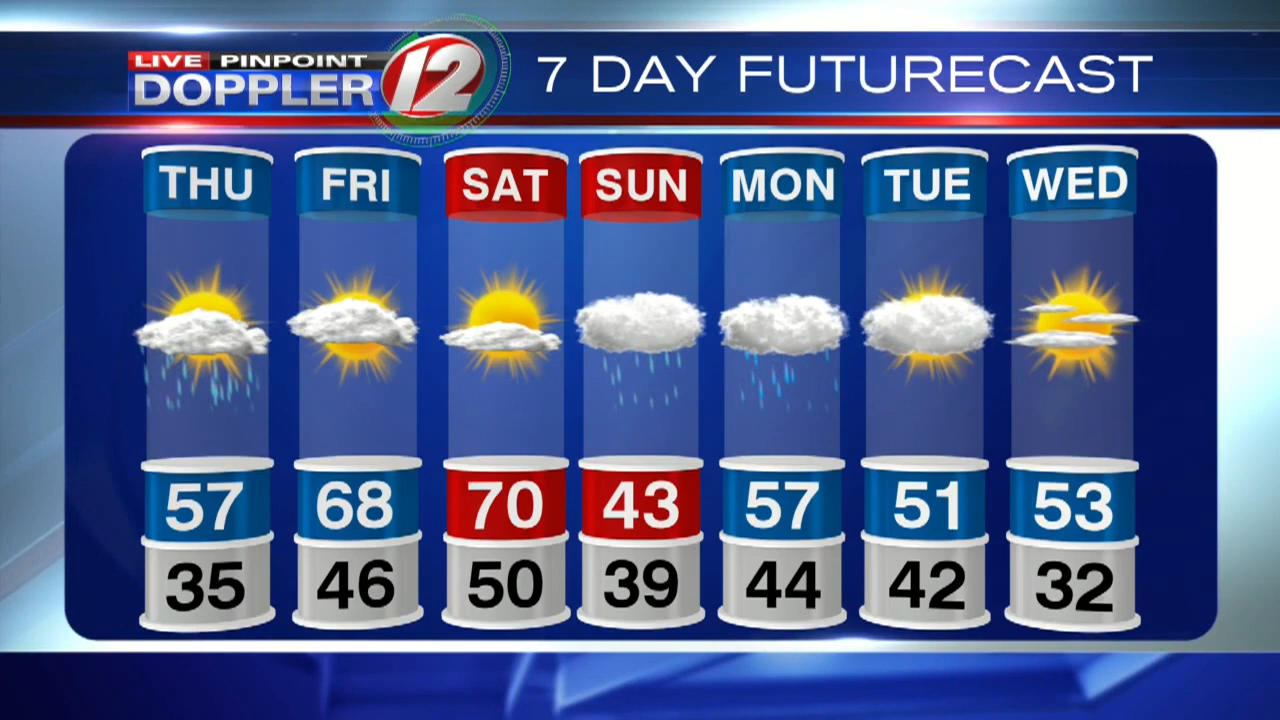 LIVE PINPOINT
DOPPLER 12
7 DAY FUTURECAST
THU FRI SAT SUN MON TUE WED
57 68 70 43 57 51 53
35 46 50 39 44 42 32